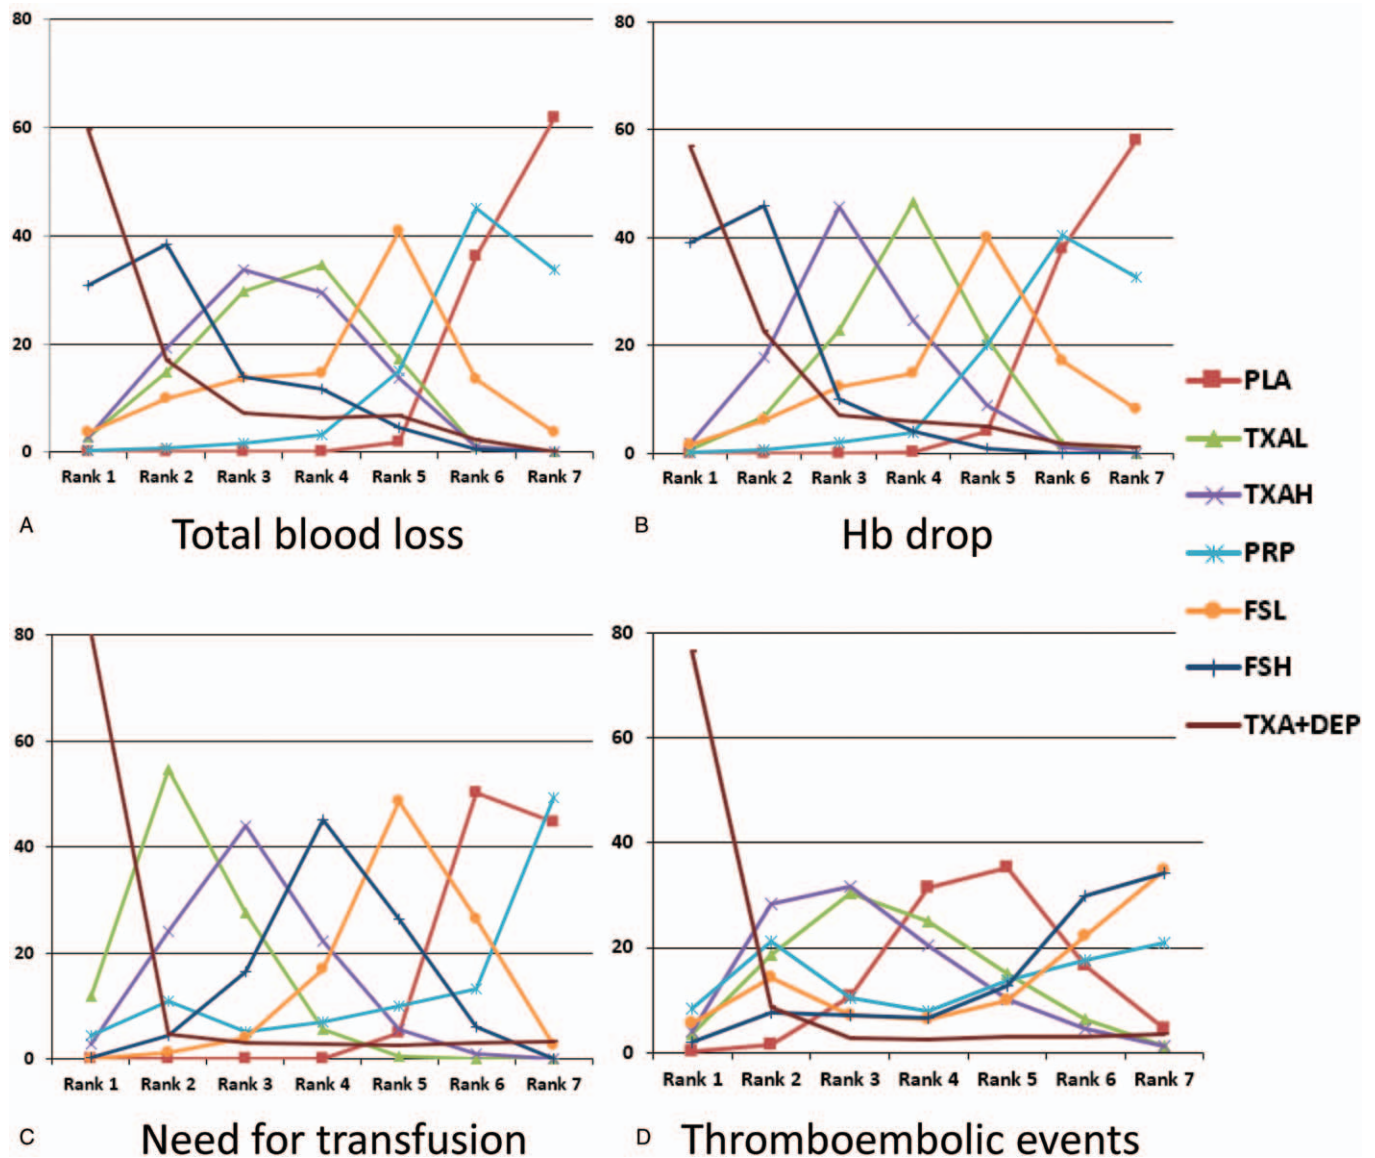 80
60
40
20
0
Rank 1 Rank 2 Rank 3 Rank 4 Rank 5 Rank 6 Rank 7
A Total blood loss
80
60
40
20
0
Rank 1 Rank 2 Rank 3 Rank 4 Rank 5 Rank 6 Rank 7
B Hb drop
PLA
TXAL
TXAH
PRP
FSL
FSH
TXA+DEP
80
60
40
20
0
Rank 1 Rank 2 Rank 3 Rank 4 Rank 5 Rank 6 Rank 7
C Need for transfusion
80
60
40
20
0
Rank 1 Rank 2 Rank 3 Rank 4 Rank 5 Rank 6 Rank 7
D Thromboembolic events